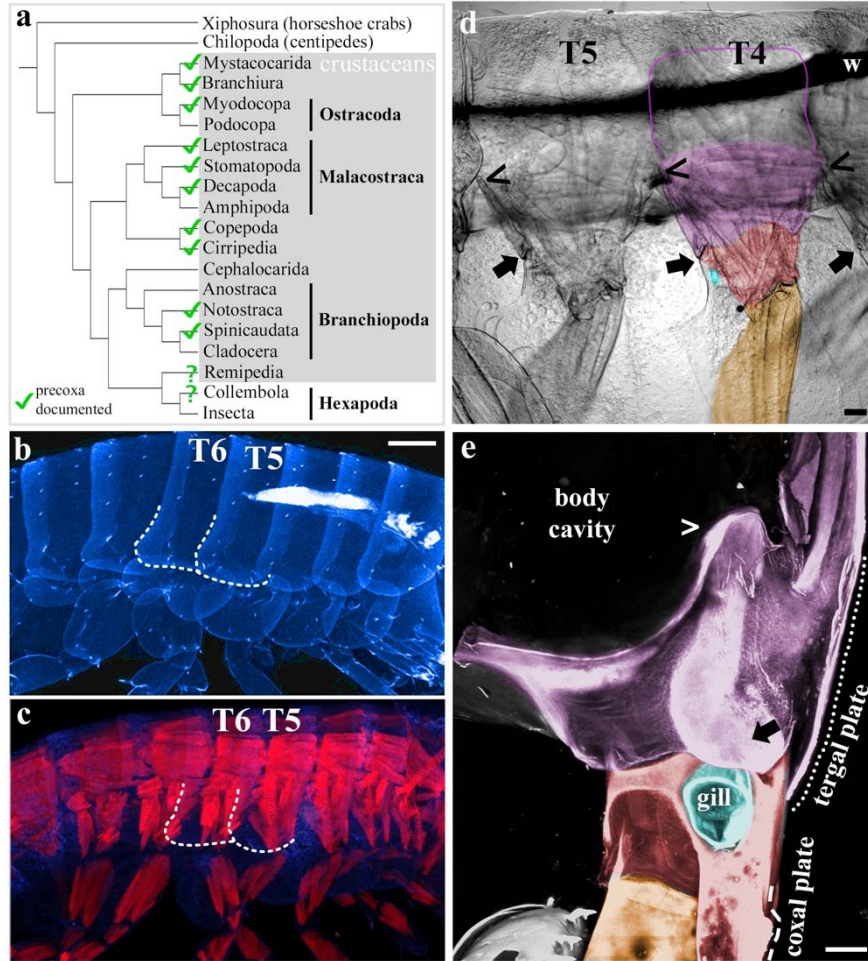 a
Xiphosura (horseshoe crabs)
Chilopoda (centipedes)
Mystacocarida crustaceans
Branchiura
Myodocopa
Ostracoda
Podocopa
Leptostraca
Stomatopoda
Malacostraca
Decapoda
Amphipoda
Copepoda
Cirripedia
Cephalocarida
Anostraca
Notostraca
Branchiopoda
Spinicaudata
Cladocera
? Remipedia
? Collembola
Hexapoda
Insecta
precoxa
documented
b
T6
T5
c
T6 T5
d
T5 T4
w
e
body
cavity
>
gill
tergal plate
coxal plate